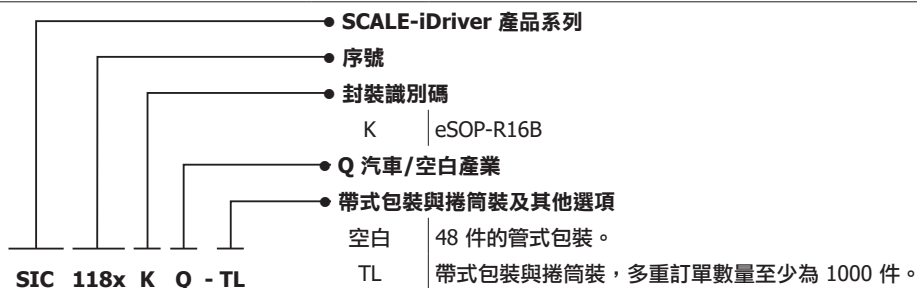 SCALE-iDriver 產品系列
序號
封裝識別碼
K eSOP-R16B
Q 汽車/空白產業
帶式包裝與捲筒裝及其他選項
空白 48 件的管式包裝。
TL 帶式包裝與捲筒裝，多重訂單數量至少為 1000 件。
SIC 118x K Q - TL